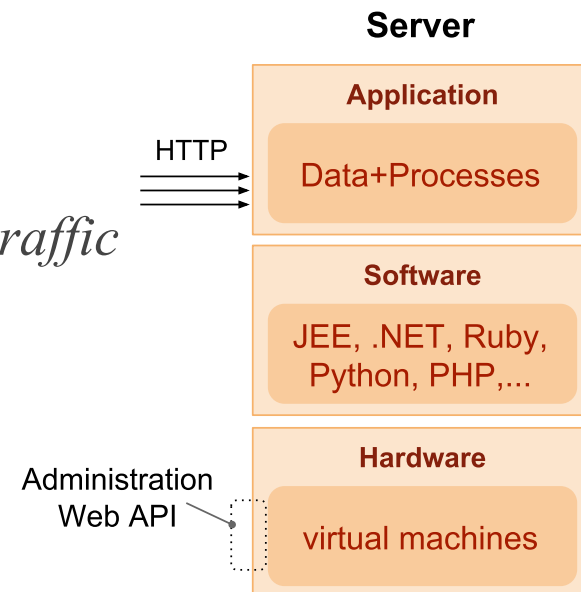 Server
Application
HTTP
Data+Processes
raffic
Software
JEE, .NET, Ruby,
Python, PHP,...
Hardware
Administration
Web API
virtual machines